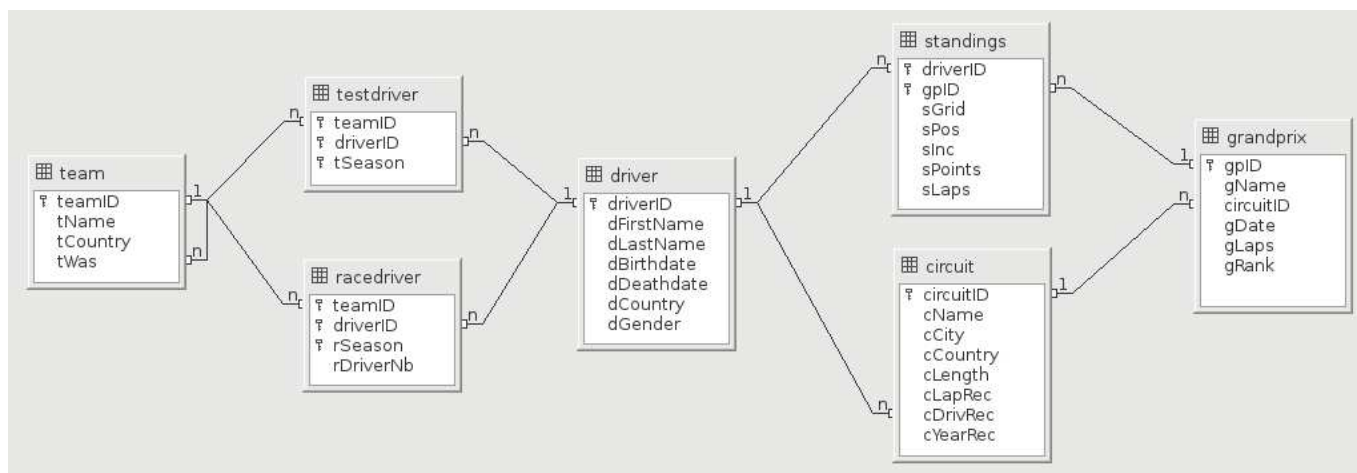 team
teamID
tName
tCountry
tWas
1
n
testdriver
teamID
driverID
tSeason
n
n
racedriver
teamID
driverID
rSeason
rDriverNb
n
n
driver
driverID
dFirstName
dLastName
dBirthdate
dDeathdate
dCountry
dGender
1
1
standings
driverID
gpID
sGrid
sPos
sInc
sPoints
sLaps
n
n
circuit
circuitID
cName
cCity
cCountry
cLength
cLapRec
cDrivRec
cYearRec
n
1
grandprix
gpID
gName
circuitID
gDate
gLaps
gRank
1
n